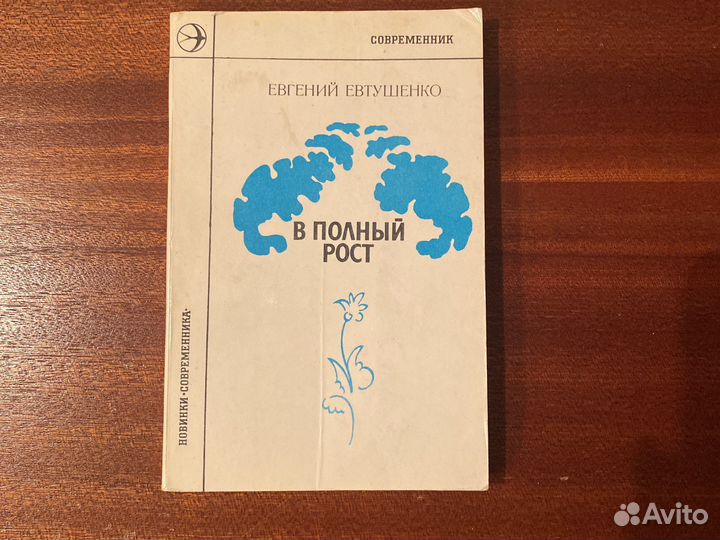 СОВРЕМЕННИК
ЕВГЕНИЙ ЕВТУШЕНКО
В ПОЛНЫЙ
РОСТ
НОВИНКИ «СОВРЕМЕННИКА»
Avito